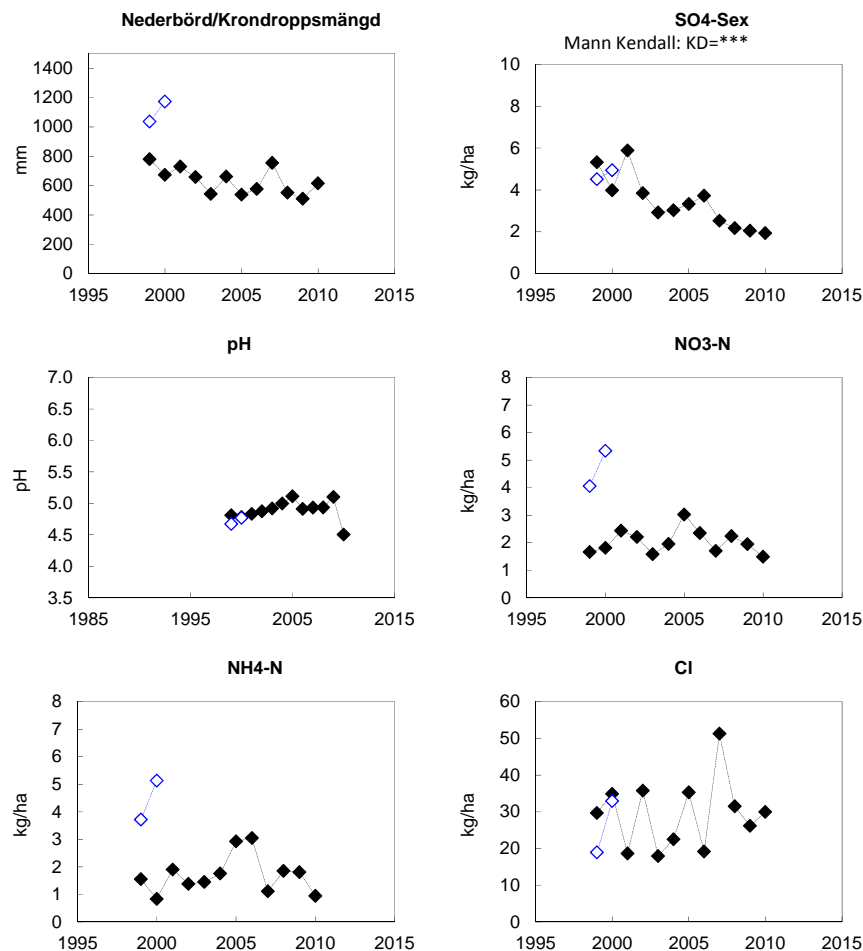 Nederbörd/Krondroppsmängd
1400
1200
1000
800
600
400
200
0
mm
1995 2000 2005 2010 2015
SO4-Sex
Mann Kendall: KD=***
10
8
6
4
2
0
kg/ha
1995 2000 2005 2010 2015
pH
7.0
6.5
6.0
5.5
5.0
4.5
4.0
3.5
pH
1985 1995 2005 2015
NO3-N
8
7
6
5
4
3
2
1
0
kg/ha
1995 2000 2005 2010 2015
NH4-N
8
7
6
5
4
3
2
1
0
kg/ha
1995 2000 2005 2010 2015
Cl
60
50
40
30
20
10
0
kg/ha
1995 2000 2005 2010 2015